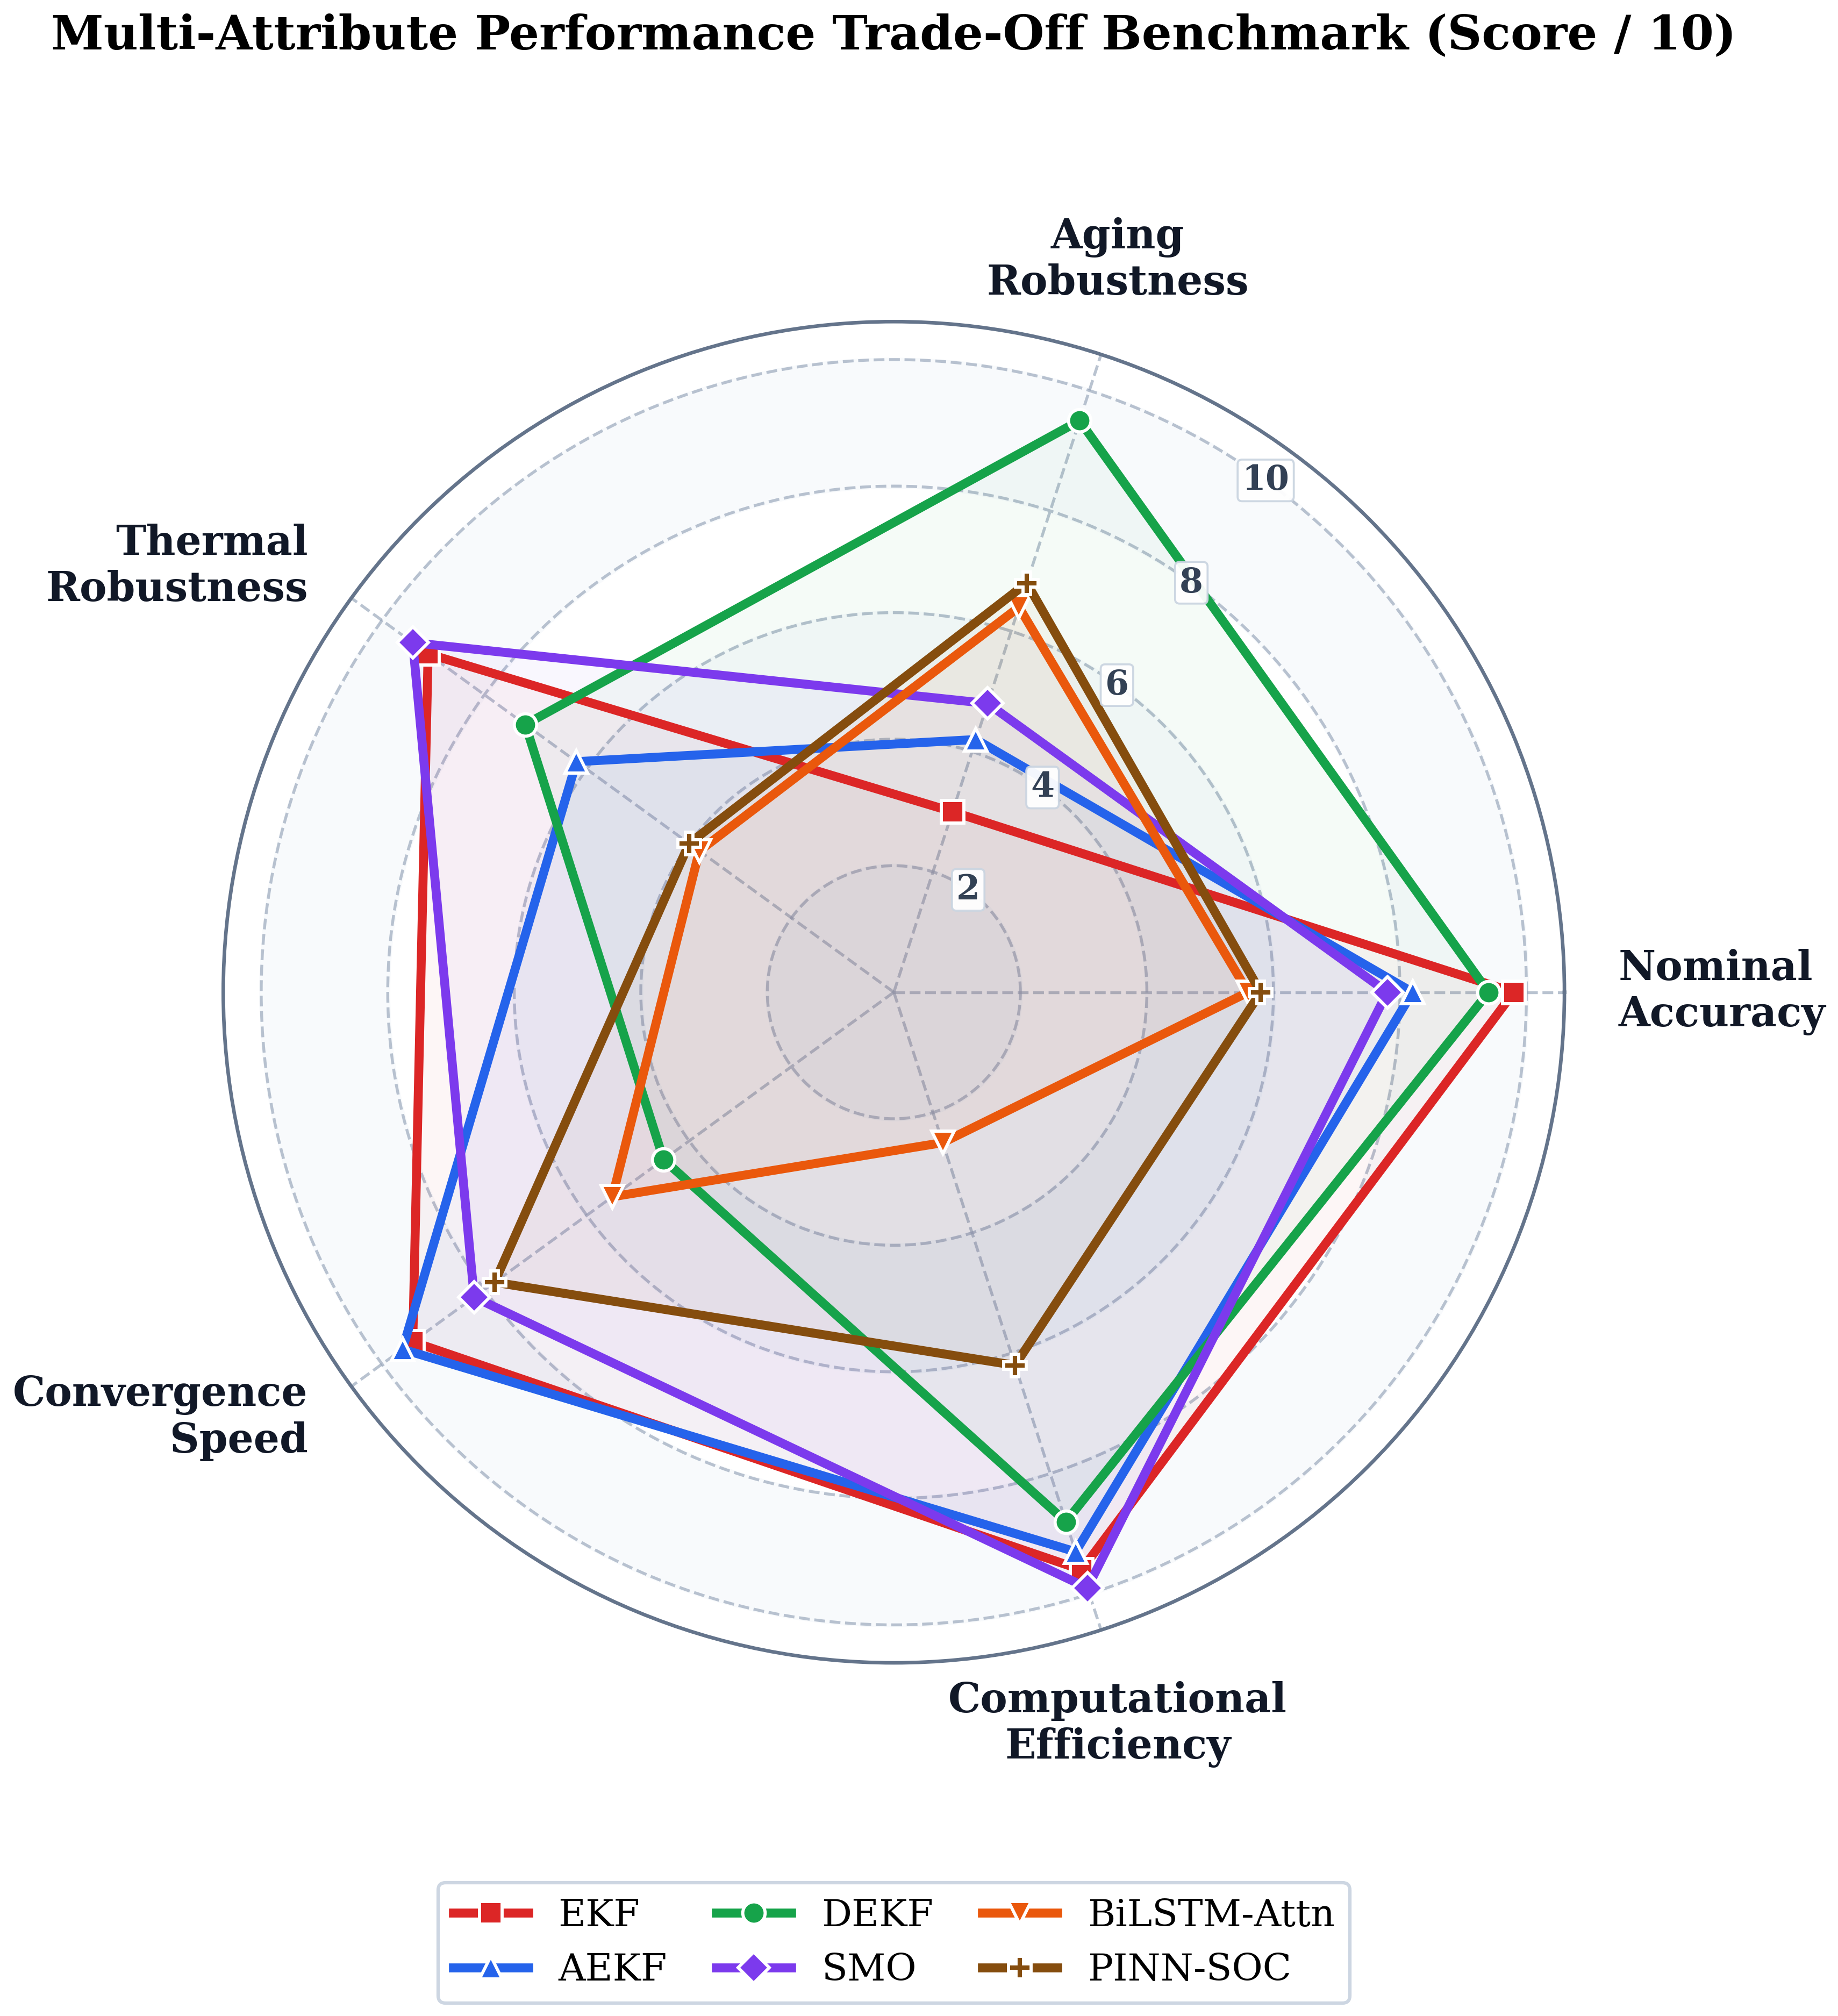 Multi-Attribute Performance Trade-Off Benchmark (Score / 10)
Aging
Robustness
10
Thermal
Robustness
8
6
4
2
Nominal
Accuracy
Convergence
Speed
Computational
Efficiency
EKF
DEKF
BiLSTM-Attn
AEKF
SMO
PINN-SOC